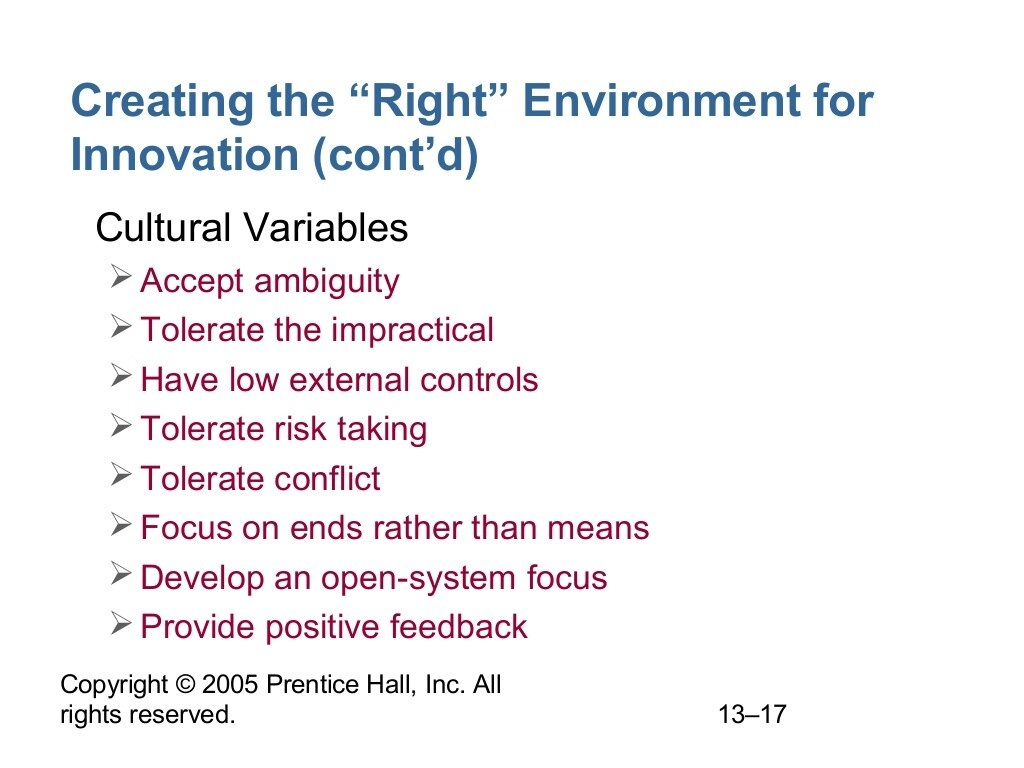 Creating the “Right” Environment for
Innovation (cont’d)
Cultural Variables
➢ Accept ambiguity
➢ Tolerate the impractical
➢ Have low external controls
➢ Tolerate risk taking
➢ Tolerate conflict
➢ Focus on ends rather than means
➢ Develop an open-system focus
➢ Provide positive feedback
Copyright © 2005 Prentice Hall, Inc. All
rights reserved.
13–17